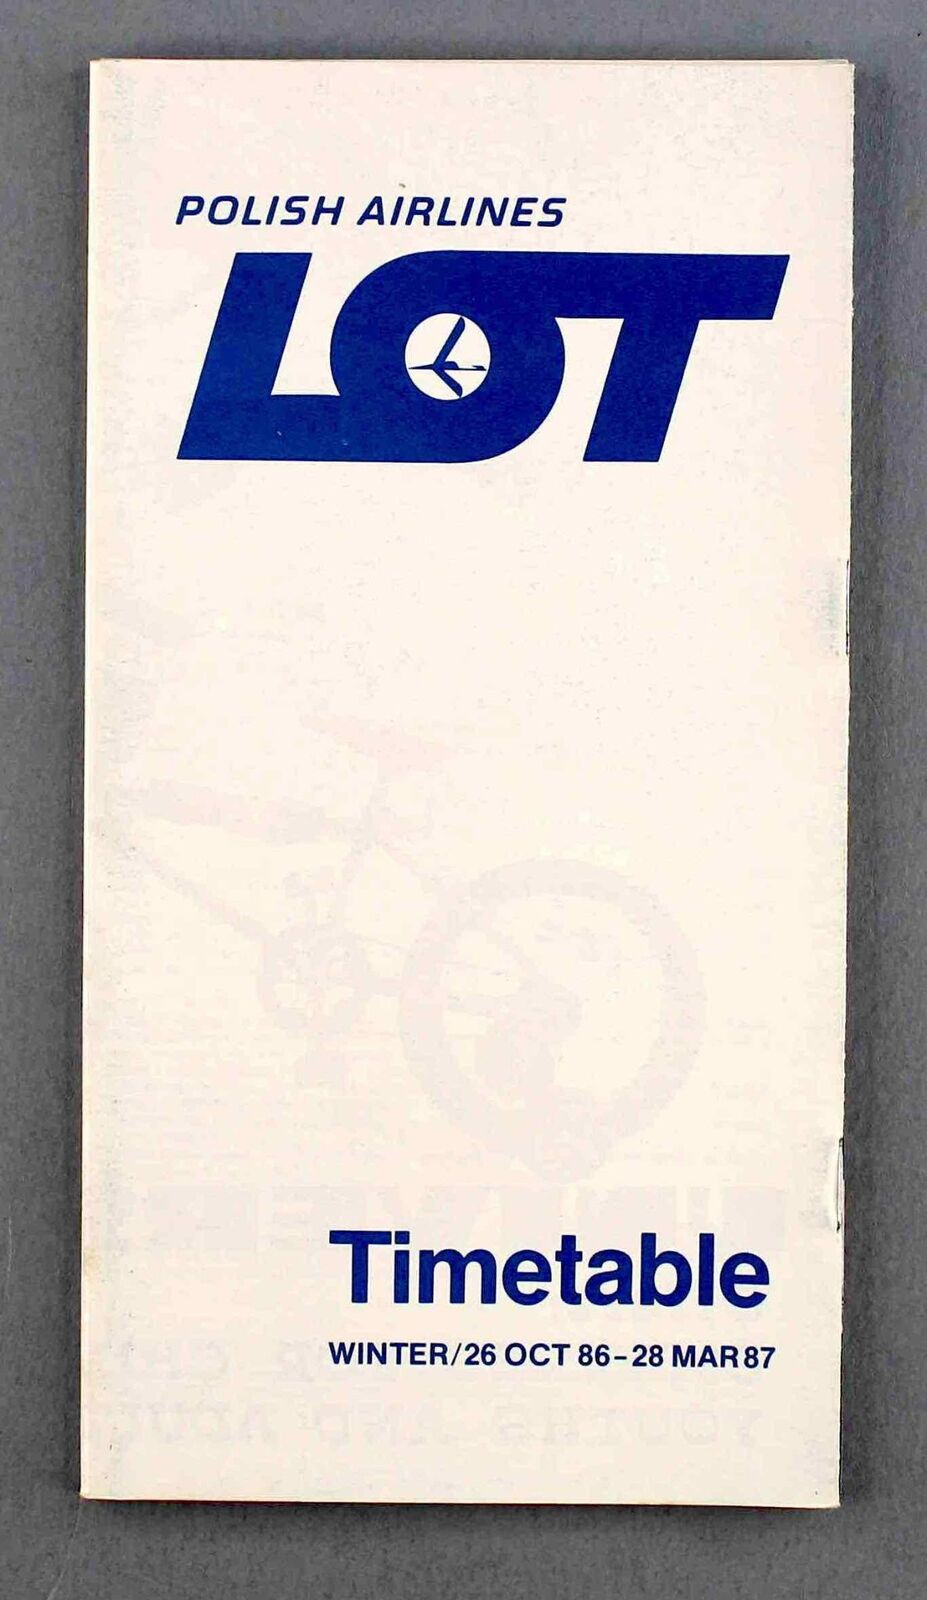 POLISH AIRLINES
LOT
Timetable
WINTER/26 OCT 86-28 MAR 87